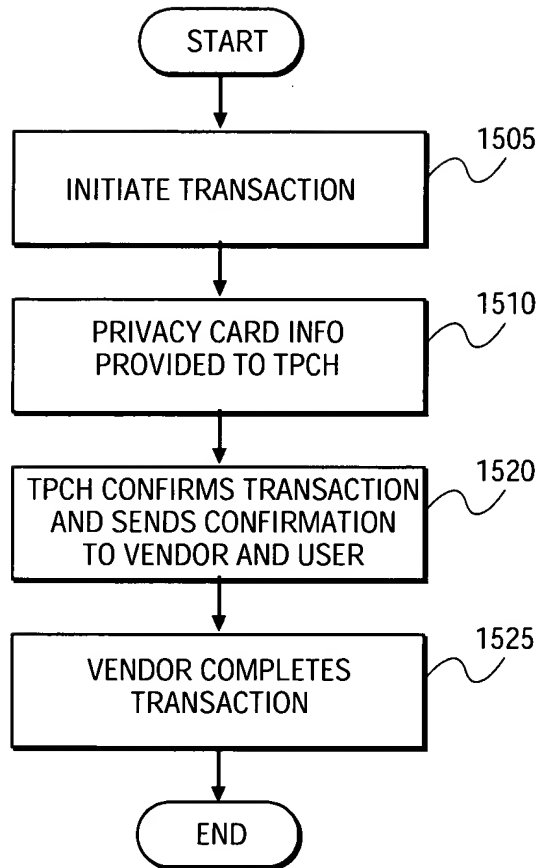 START
1505
INITIATE TRANSACTION
1510
PRIVACY CARD INFO
PROVIDED TO TPCH
1520
TPCH CONFIRMS TRANSACTION
AND SENDS CONFIRMATION
TO VENDOR AND USER
1525
VENDOR COMPLETES
TRANSACTION
END